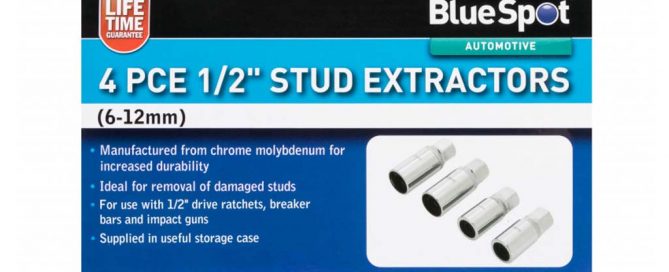 LIFE
TIME
GUARANTEE
BlueSpot
AUTOMOTIVE
4 PCE 1/2" STUD EXTRACTORS
(6-12mm)
• Manufactured from chrome molybdenum for
increased durability
• Ideal for removal of damaged studs
• For use with 1/2" drive ratchets, breaker
bars and impact guns
• Supplied in useful storage case